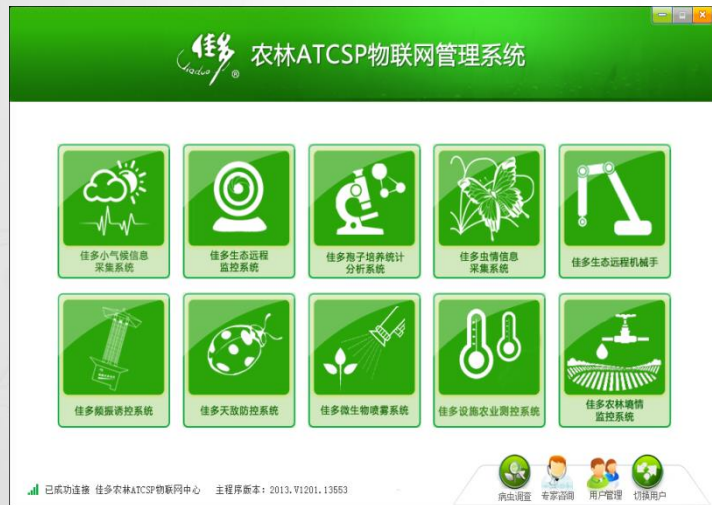 佳多
Jiaduo
®
农林ATCSP物联网管理系统
佳多小气候信息
采集系统
佳多生态远程
监控系统
佳多孢子培养统计
分析系统
佳多虫情信息
采集系统
佳多生态远程机械手
佳多频振诱控系统
佳多天敌防控系统
佳多微生物喷雾系统
佳多设施农业测控系统
佳多农林墒情
监控系统
已成功连接 佳多农林ATCSP物联网中心 主程序版本：2013.V1201.13553
病虫调查 专家咨询 用户管理 切换用户